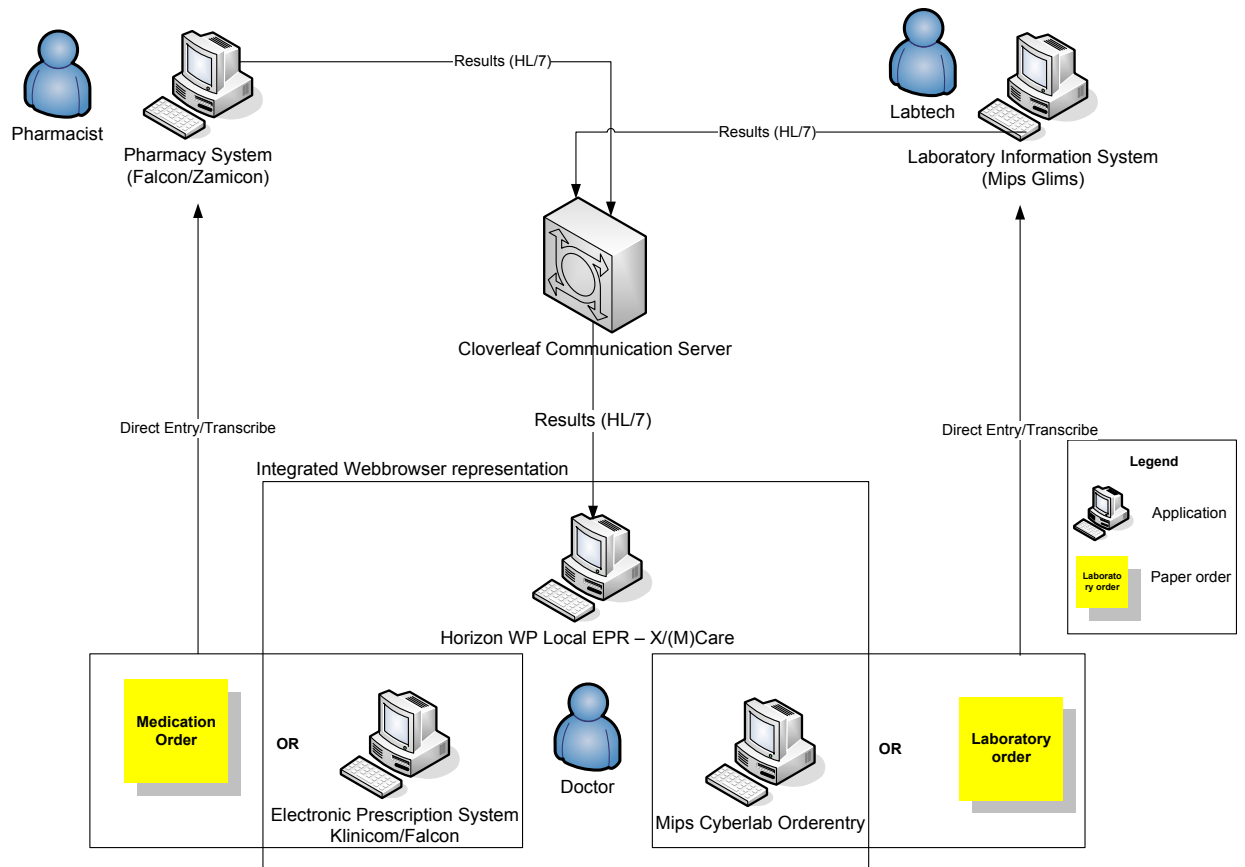 Results (HL/7)
Pharmacist
Labtech
Results (HL/7)
Pharmacy System
(Falcon/Zamicon)
Laboratory Information System
(Mips Glims)
Cloverleaf Communication Server
Direct Entry/Transcribe
Results (HL/7)
Direct Entry/Transcribe
Integrated Webbrowser representation
Legend
Application
Laborato
ry order
Paper order
Horizon WP Local EPR – X/(M)Care
Medication
Order
OR
Electronic Prescription System
Klinicom/Falcon
Doctor
Mips Cyberlab Orderentry
OR
Laboratory
order